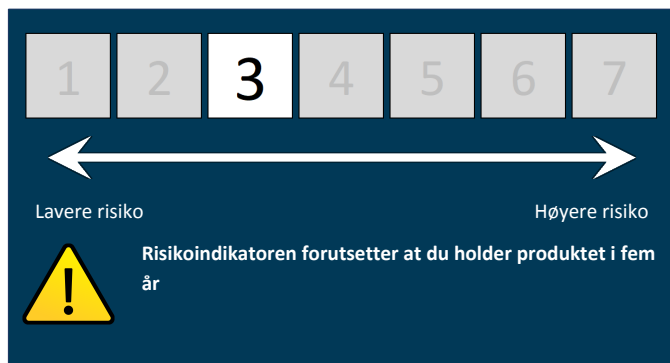 1 2 3 4 5 6 7
Lavere risiko Høyere risiko
Risikoindikatoren forutsetter at du holder produktet i fem
år